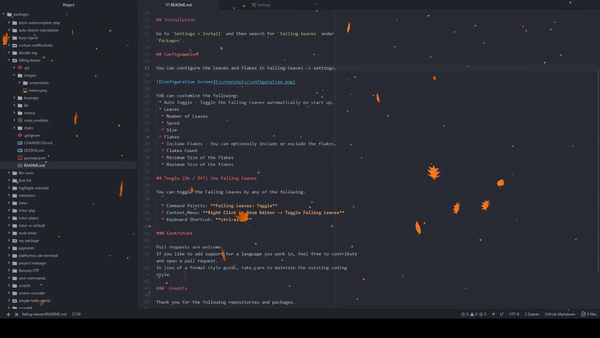 Project
README.md
Settings
packages
atom-autocomplete-php
auto-detect-indentation
busy-signal
custom-notifications
double-tag
falling-leaves
.git
images
screenshots
leaves.png
keymaps
lib
menus
node_modules
styles
.gitignore
CHANGELOG.md
LICENSE.md
package.json
README.md
file-icons
find-list
highlight-selected
intentions
linter
linter-php
linter-phpcs
linter-ui-default
my-package
pigments
platformio-ide-terminal
project-manager
Remote-FTP
save-commands
scratch
screen-recorder
simple-hello-world
## Installation
Go to `Settings > Install` and then search for `falling-leaves` under
`Packages`.
## Configuration
You can configure the leaves and flakes in falling-leaves -> settings.
![Configuration Screen](screenshots/configuration.png)
You can customize the following:
* Auto Toggle - Toggle the Falling Leaves automatically on start up.
* Leaves
* Number of Leaves
* Speed
* Size
* Flakes
* Include Flakes - You can optionally include or exclude the flakes.
* Flakes Count
* Minimum Size of the flakes
* Maximum Size of the flakes
## Toogle (On / Off) the Falling Leaves
You can toggle the Falling Leaves by any of the following.
* Command Palette: **Falling Leaves: Toggle**
* Context Menu: **Right Click in Atom Editor -> Toggle Falling Leaves**
* Keyboard Shortcut: **ctrl-al
### Contribute
Pull requests are welcome.
If you like to add support for a language you work in, feel free to contribute
and open a pull request.
In lieu of a formal style guide, take care to maintain the existing coding
style.
### Credits
Thank you for the following repositories and packages.
falling-leaves/README.md 17:39
LF UTF-8 2 Spaces GitHub Markdown 4 files